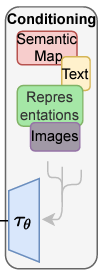 Conditioning
Semantic
Map
Text
Repres
entations
Images
τθ